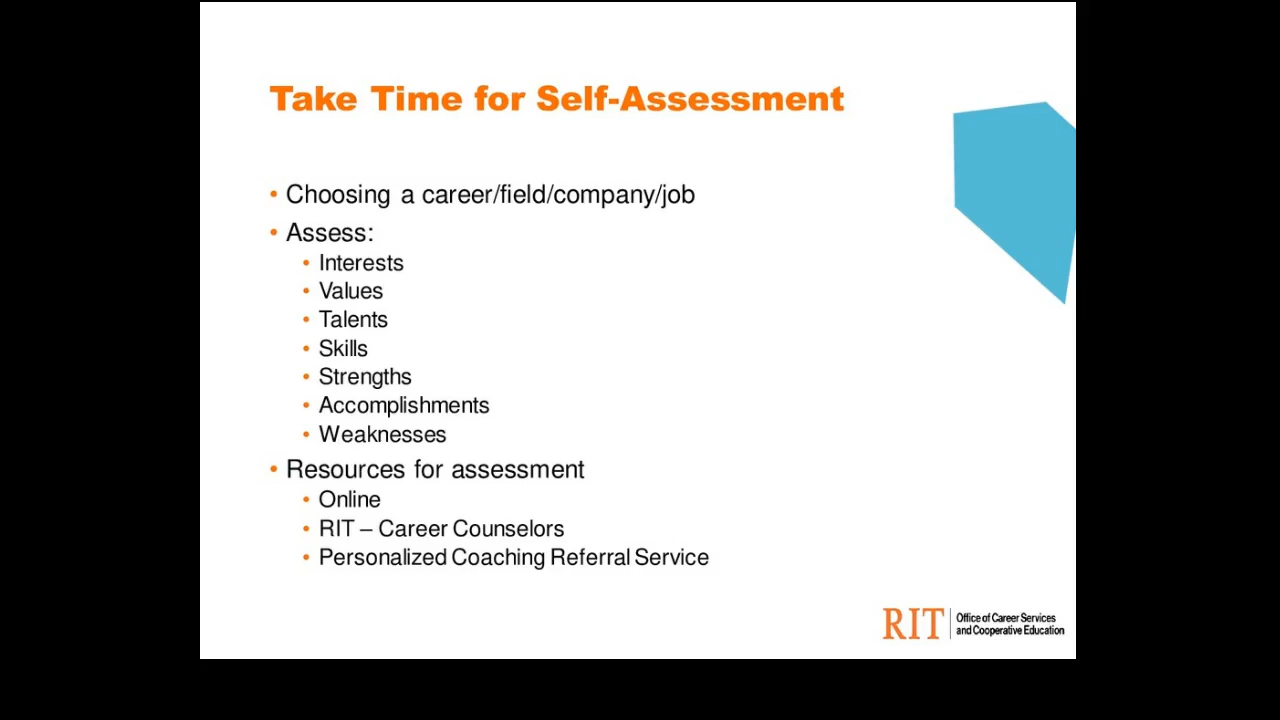 Take Time for Self-Assessment
• Choosing a career/field/company/job
• Assess:
• Interests
• Values
• Talents
• Skills
• Strengths
• Accomplishments
• Weaknesses
• Resources for assessment
• Online
• RIT – Career Counselors
• Personalized Coaching Referral Service
RIT
Office of Career Services
and Cooperative Education